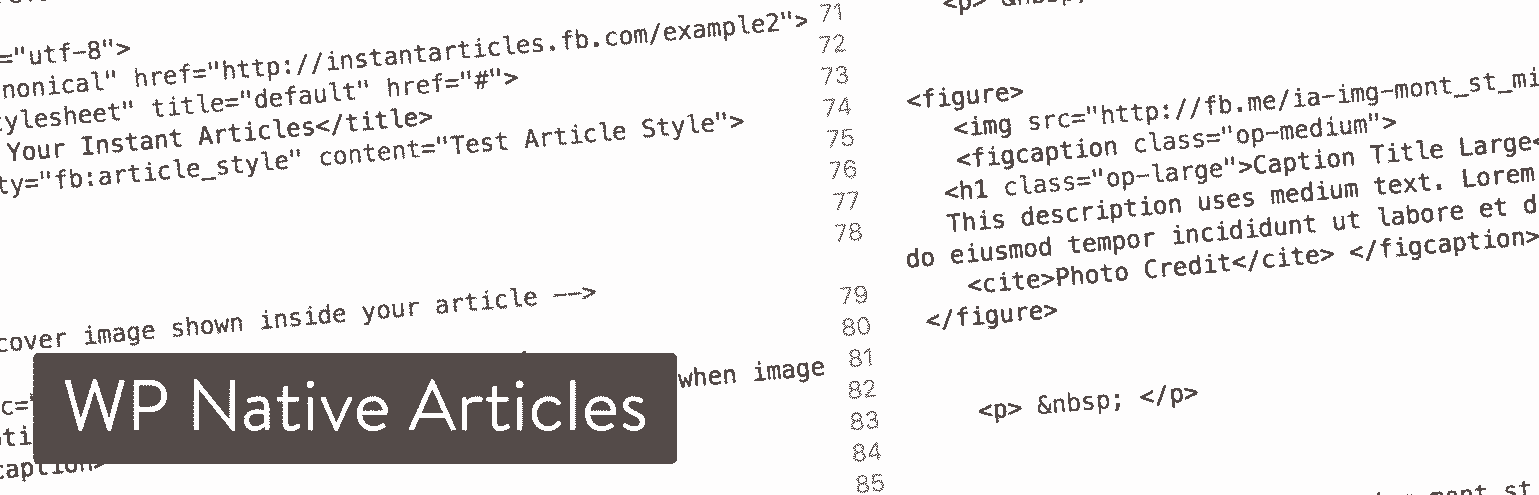 ="utf-8">
nonical" href="http://instantarticles.fb.com/example2">
ylesheet" title="default" href="#">
Your Instant Articles</title>
ty="fb:article_style" content="Test Article Style">
cover image shown inside your article -->
when image
c=
caption>
WP Native Articles
71
72
73
74
75
76
77
78
79
80
81
82
83
84
85
<p> &nbsp;
<figure>
<img src="http://fb.me/ia-img-mont_st_mi
<figcaption class="op-medium">
<h1 class="op-large">Caption Title Large<
This description uses medium text. Lorem
do eiusmod tempor incididunt ut labore et d
<cite>Photo Credit</cite> </figcaption>
</figure>
<p> &nbsp; </p>